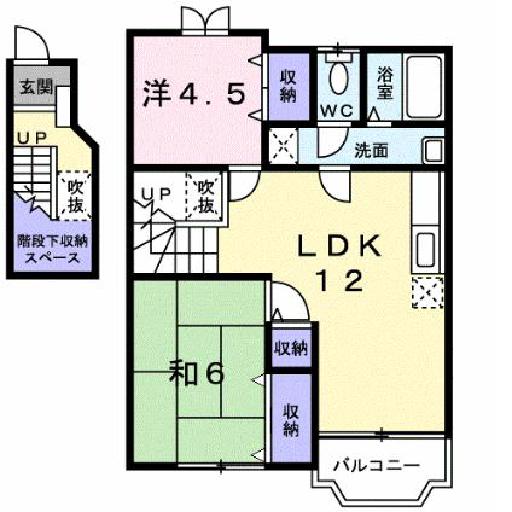 玄関
UP
吹
抜
階段下収納
スペース
洋4.5
収
納
WC
浴
室
洗面
UP
吹
抜
LDK
12
和6
収納
収
納
バルコニー